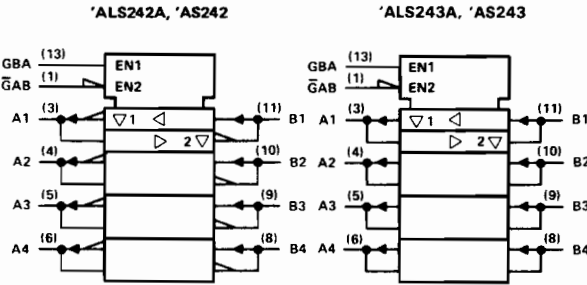 'ALS242A, 'AS242
GBA (13) EN1
G̅AB (1) EN2
A1 (3) ▽ 1 ◁ (11) B1
▷ 2 ▽
A2 (4) (10) B2
A3 (5) (9) B3
A4 (6) (8) B4
'ALS243A, 'AS243
GBA (13) EN1
G̅AB (1) EN2
A1 (3) ▽ 1 ◁ (11) B1
▷ 2 ▽
A2 (4) (10) B2
A3 (5) (9) B3
A4 (6) (8) B4